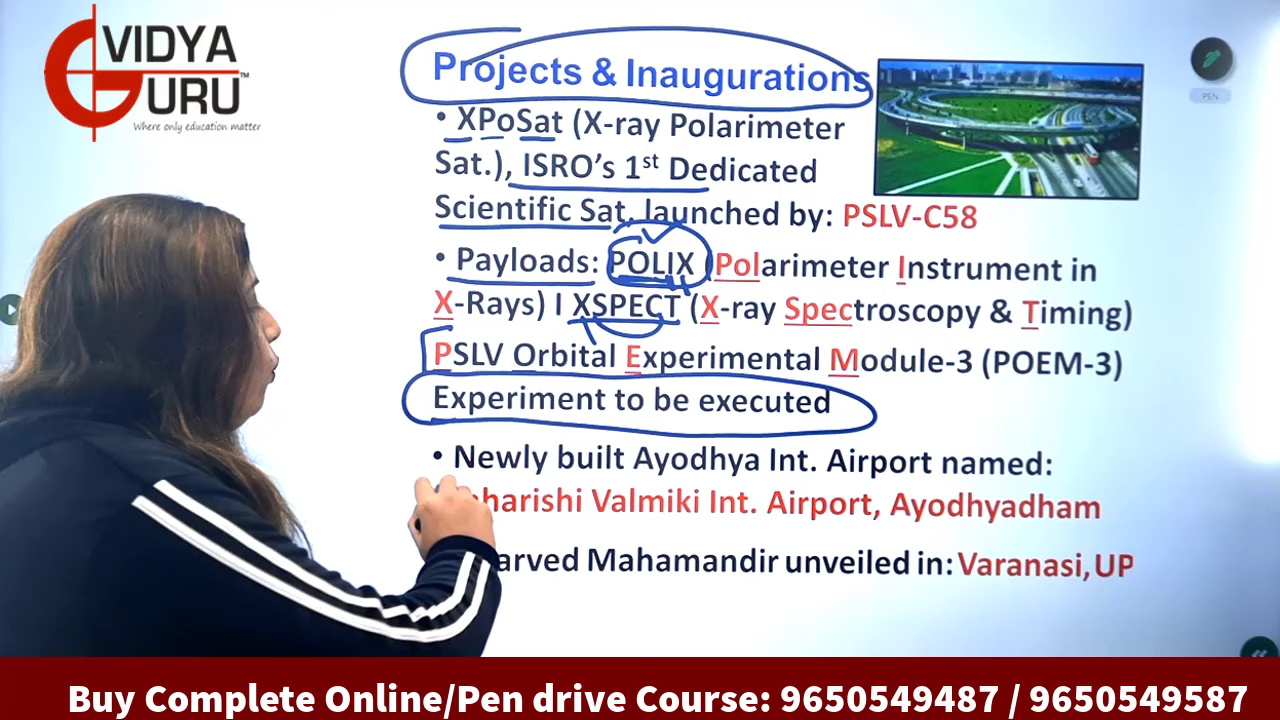 VIDYA
GURU™
Where only education matter
Projects & Inaugurations
PEN
• XPoSat (X-ray Polarimeter
Sat.), ISRO's 1st Dedicated
Scientific Sat. launched by: PSLV-C58
• Payloads: POLIX (Polarimeter Instrument in
X-Rays) I XSPECT (X-ray Spectroscopy & Timing)
PSLV Orbital Experimental Module-3 (POEM-3)
Experiment to be executed
• Newly built Ayodhya Int. Airport named:
Valmiki Int. Airport, Ayodhyadham
Mahamandir unveiled in: Varanasi, UP
Buy Complete Online/Pen drive Course: 9650549487 / 9650549587